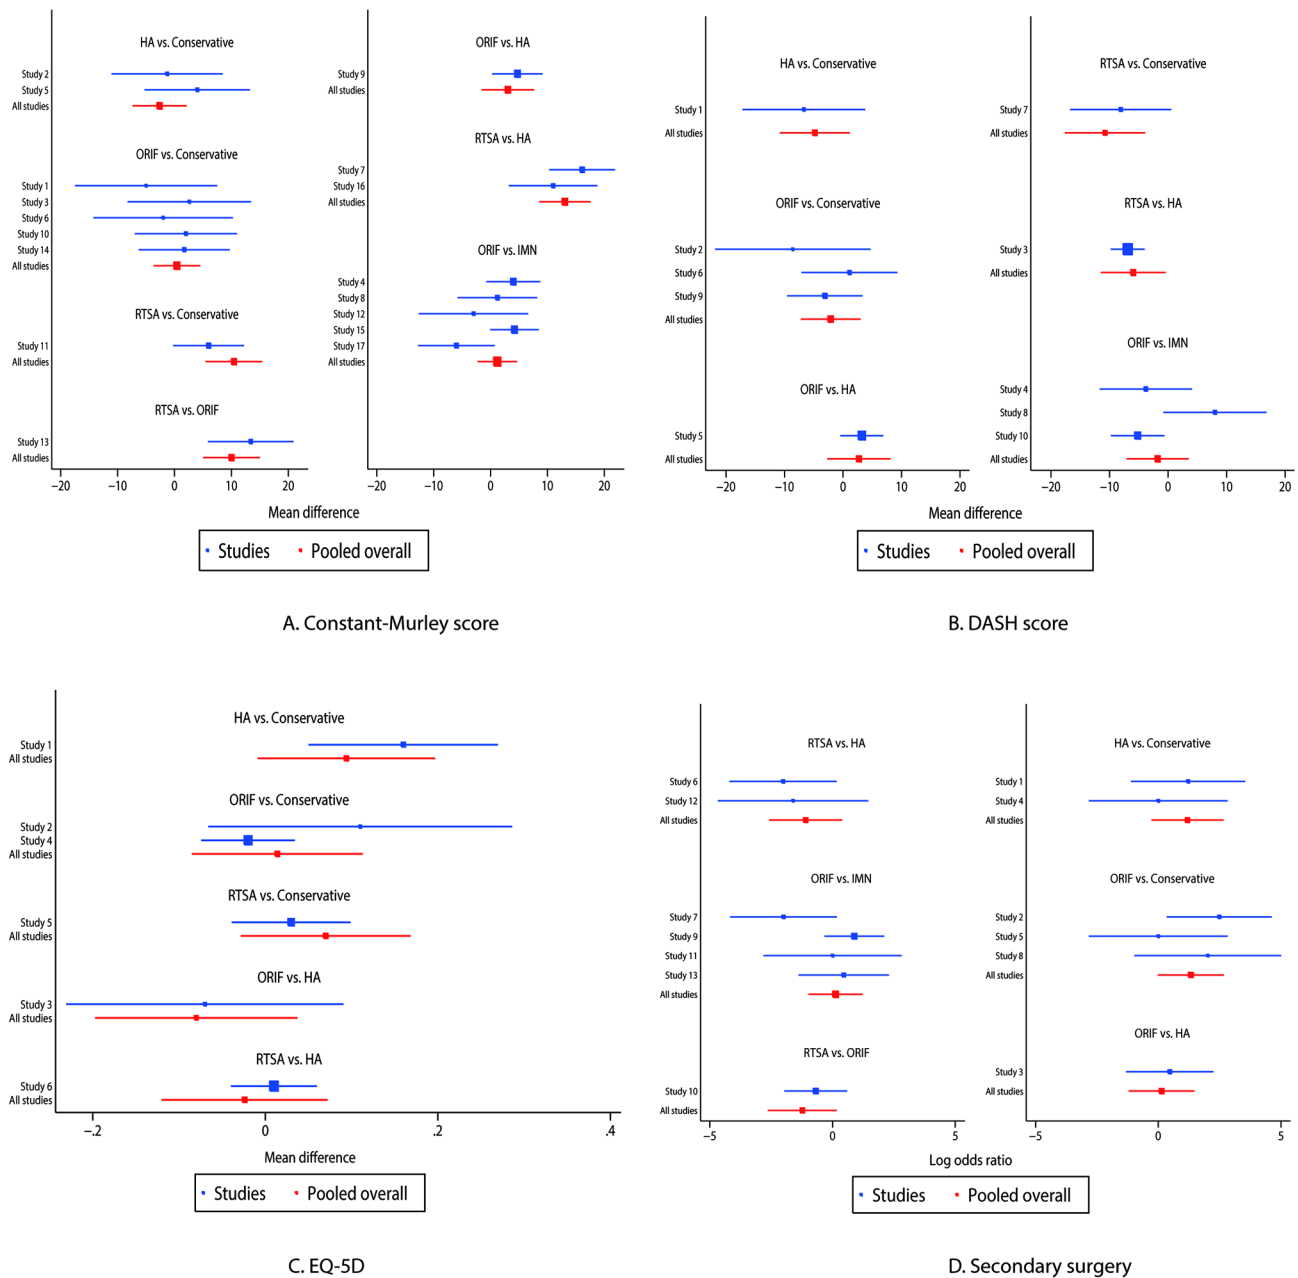 HA vs. Conservative
Study 2
Study 5
All studies
ORIF vs. Conservative
Study 1
Study 3
Study 6
Study 10
Study 14
All studies
RTSA vs. Conservative
Study 11
All studies
RTSA vs. ORIF
Study 13
All studies
−20 −10 0 10 20
ORIF vs. HA
Study 9
All studies
RTSA vs. HA
Study 7
Study 16
All studies
ORIF vs. IMN
Study 4
Study 8
Study 12
Study 15
Study 17
All studies
−20 −10 0 10 20
Mean difference
Studies Pooled overall
A. Constant-Murley score
HA vs. Conservative
Study 1
All studies
ORIF vs. Conservative
Study 2
Study 6
Study 9
All studies
ORIF vs. HA
Study 5
All studies
−20 −10 0 10 20
RTSA vs. Conservative
Study 7
All studies
RTSA vs. HA
Study 3
All studies
ORIF vs. IMN
Study 4
Study 8
Study 10
All studies
−20 −10 0 10 20
Mean difference
Studies Pooled overall
B. DASH score
HA vs. Conservative
Study 1
All studies
ORIF vs. Conservative
Study 2
Study 4
All studies
RTSA vs. Conservative
Study 5
All studies
ORIF vs. HA
Study 3
All studies
RTSA vs. HA
Study 6
All studies
−.2 0 .2 .4
Mean difference
Studies Pooled overall
C. EQ-5D
RTSA vs. HA
Study 6
Study 12
All studies
ORIF vs. IMN
Study 7
Study 9
Study 11
Study 13
All studies
RTSA vs. ORIF
Study 10
All studies
−5 0 5
HA vs. Conservative
Study 1
Study 4
All studies
ORIF vs. Conservative
Study 2
Study 5
Study 8
All studies
ORIF vs. HA
Study 3
All studies
−5 0 5
Log odds ratio
Studies Pooled overall
D. Secondary surgery